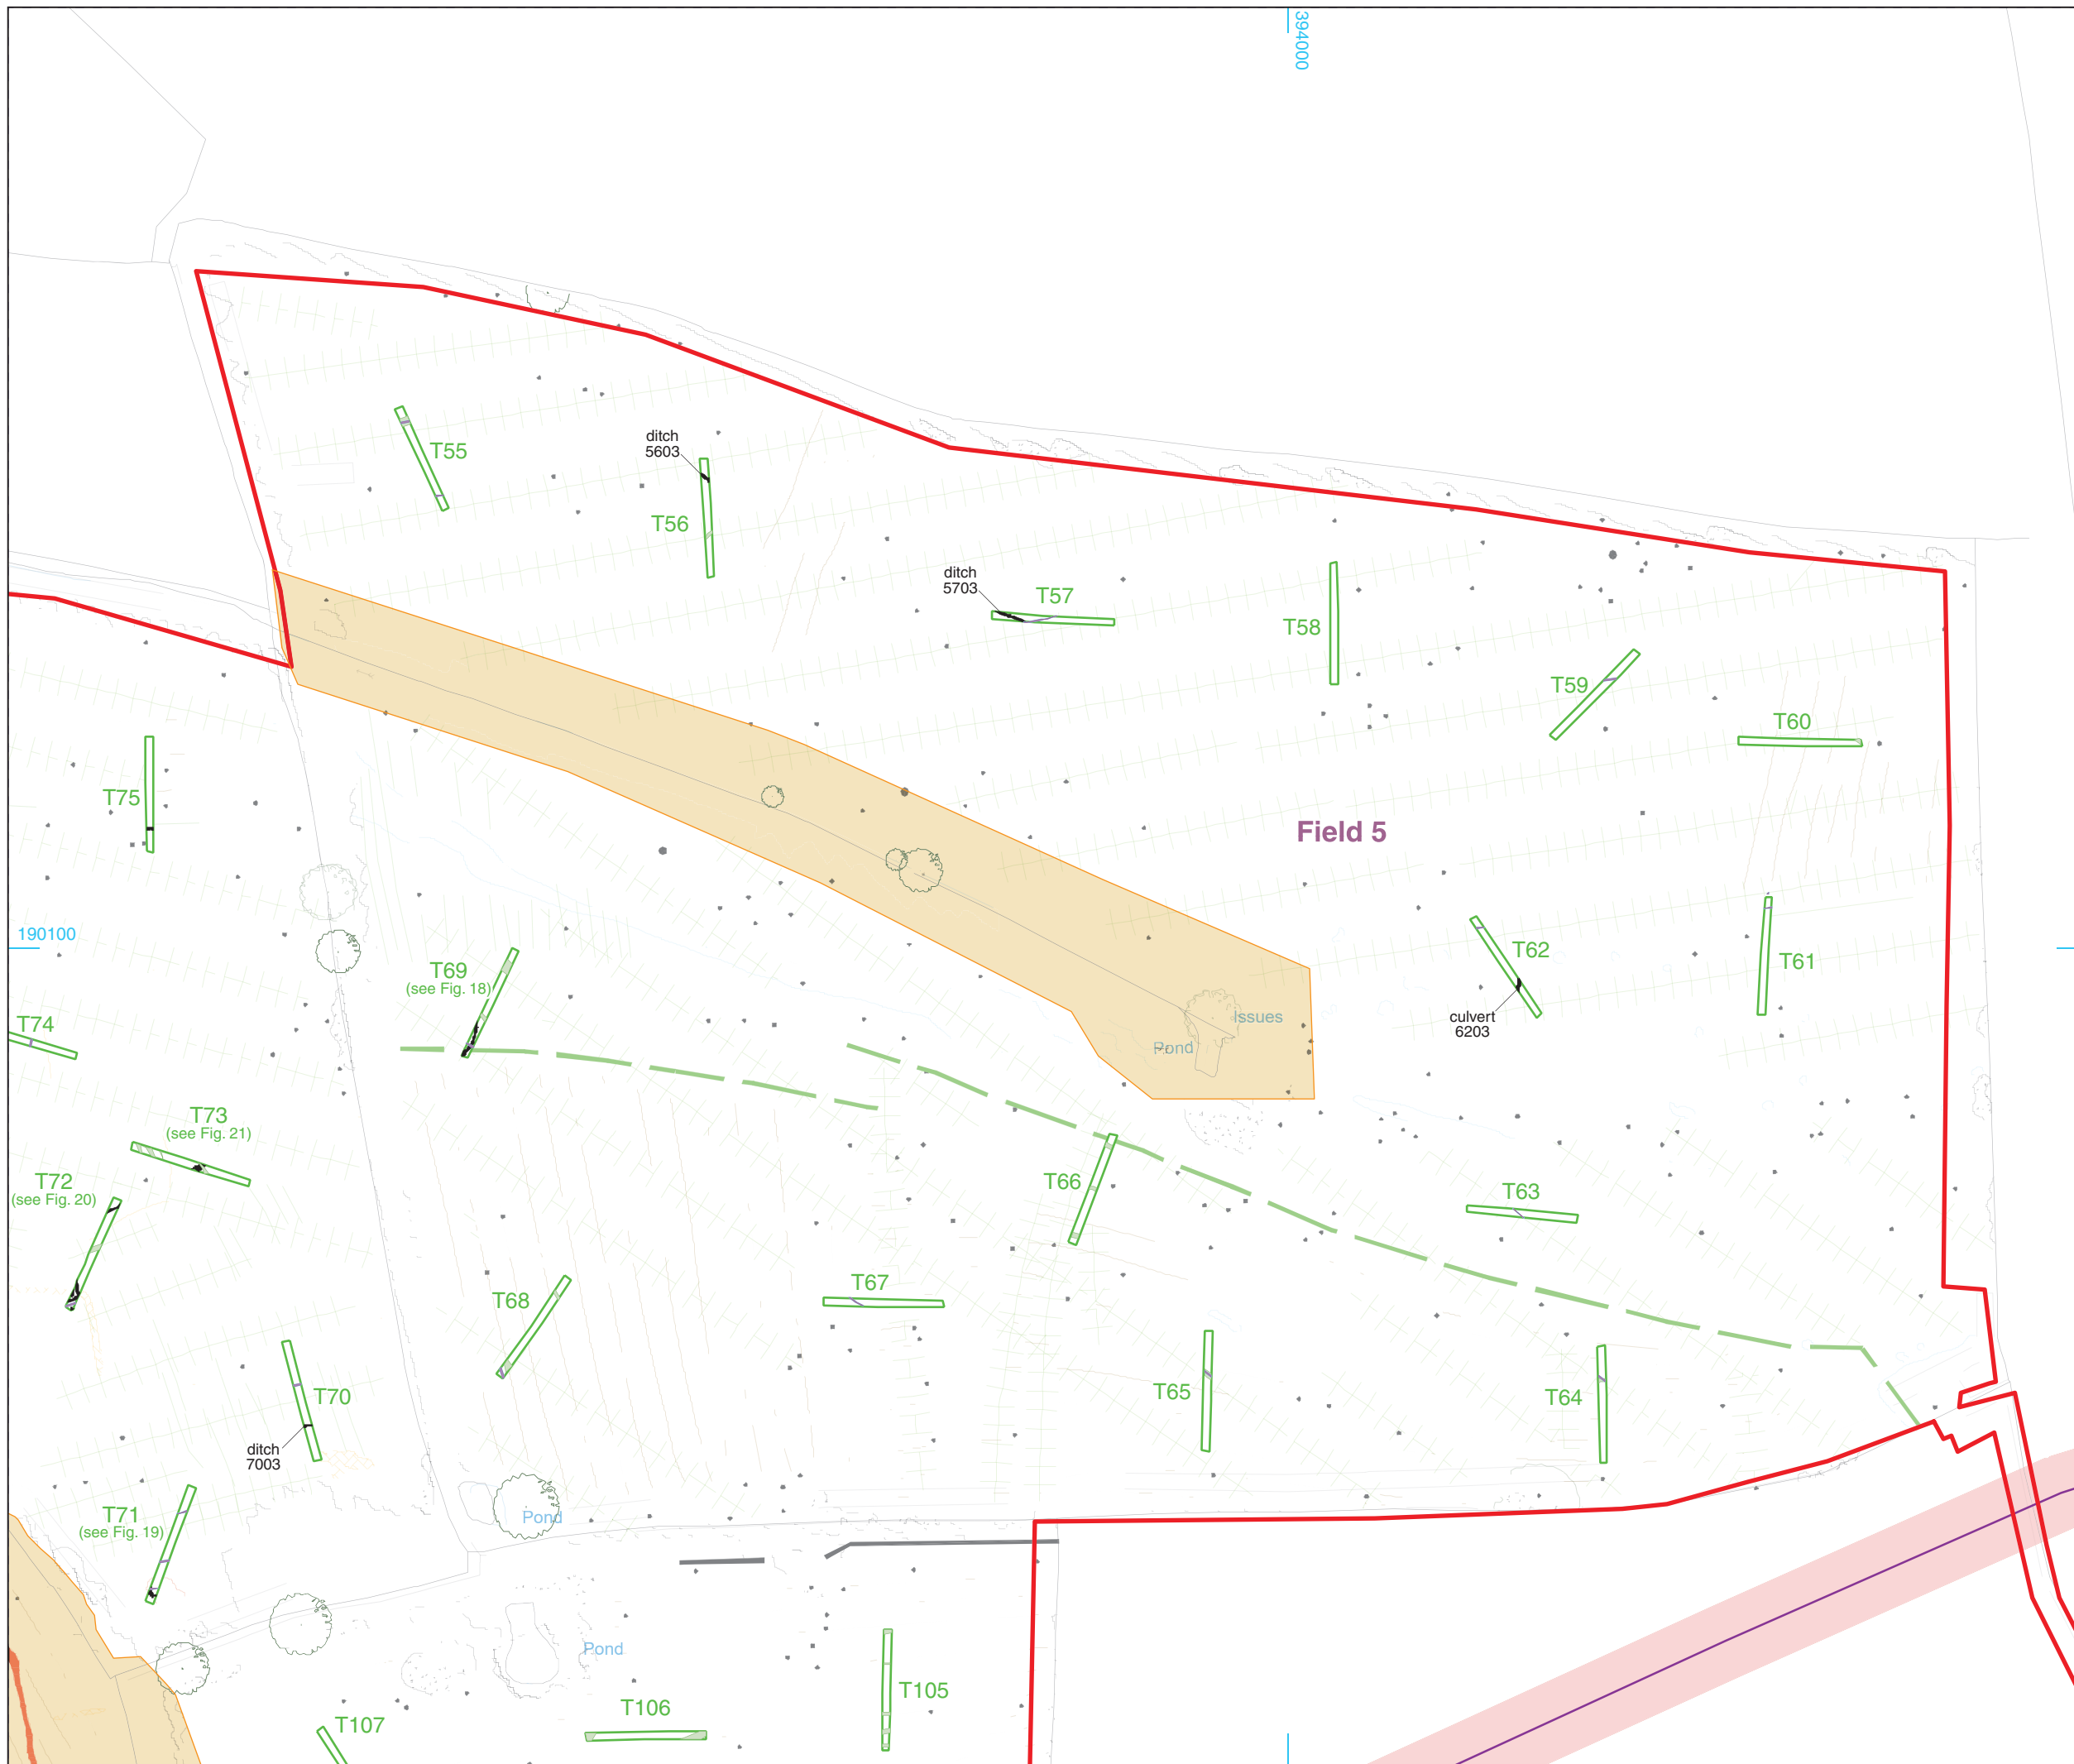 394000
T55
ditch
5603
T56
ditch
5703
T57
T58
T59
T60
T75
Field 5
190100
T69
(see Fig. 18)
T62
T61
Issues
culvert
6203
Pond
T74
T73
(see Fig. 21)
T72
(see Fig. 20)
T66
T63
T68
T67
T70
T65
T64
ditch
7003
T71
(see Fig. 19)
Pond
Pond
T105
T106
T107